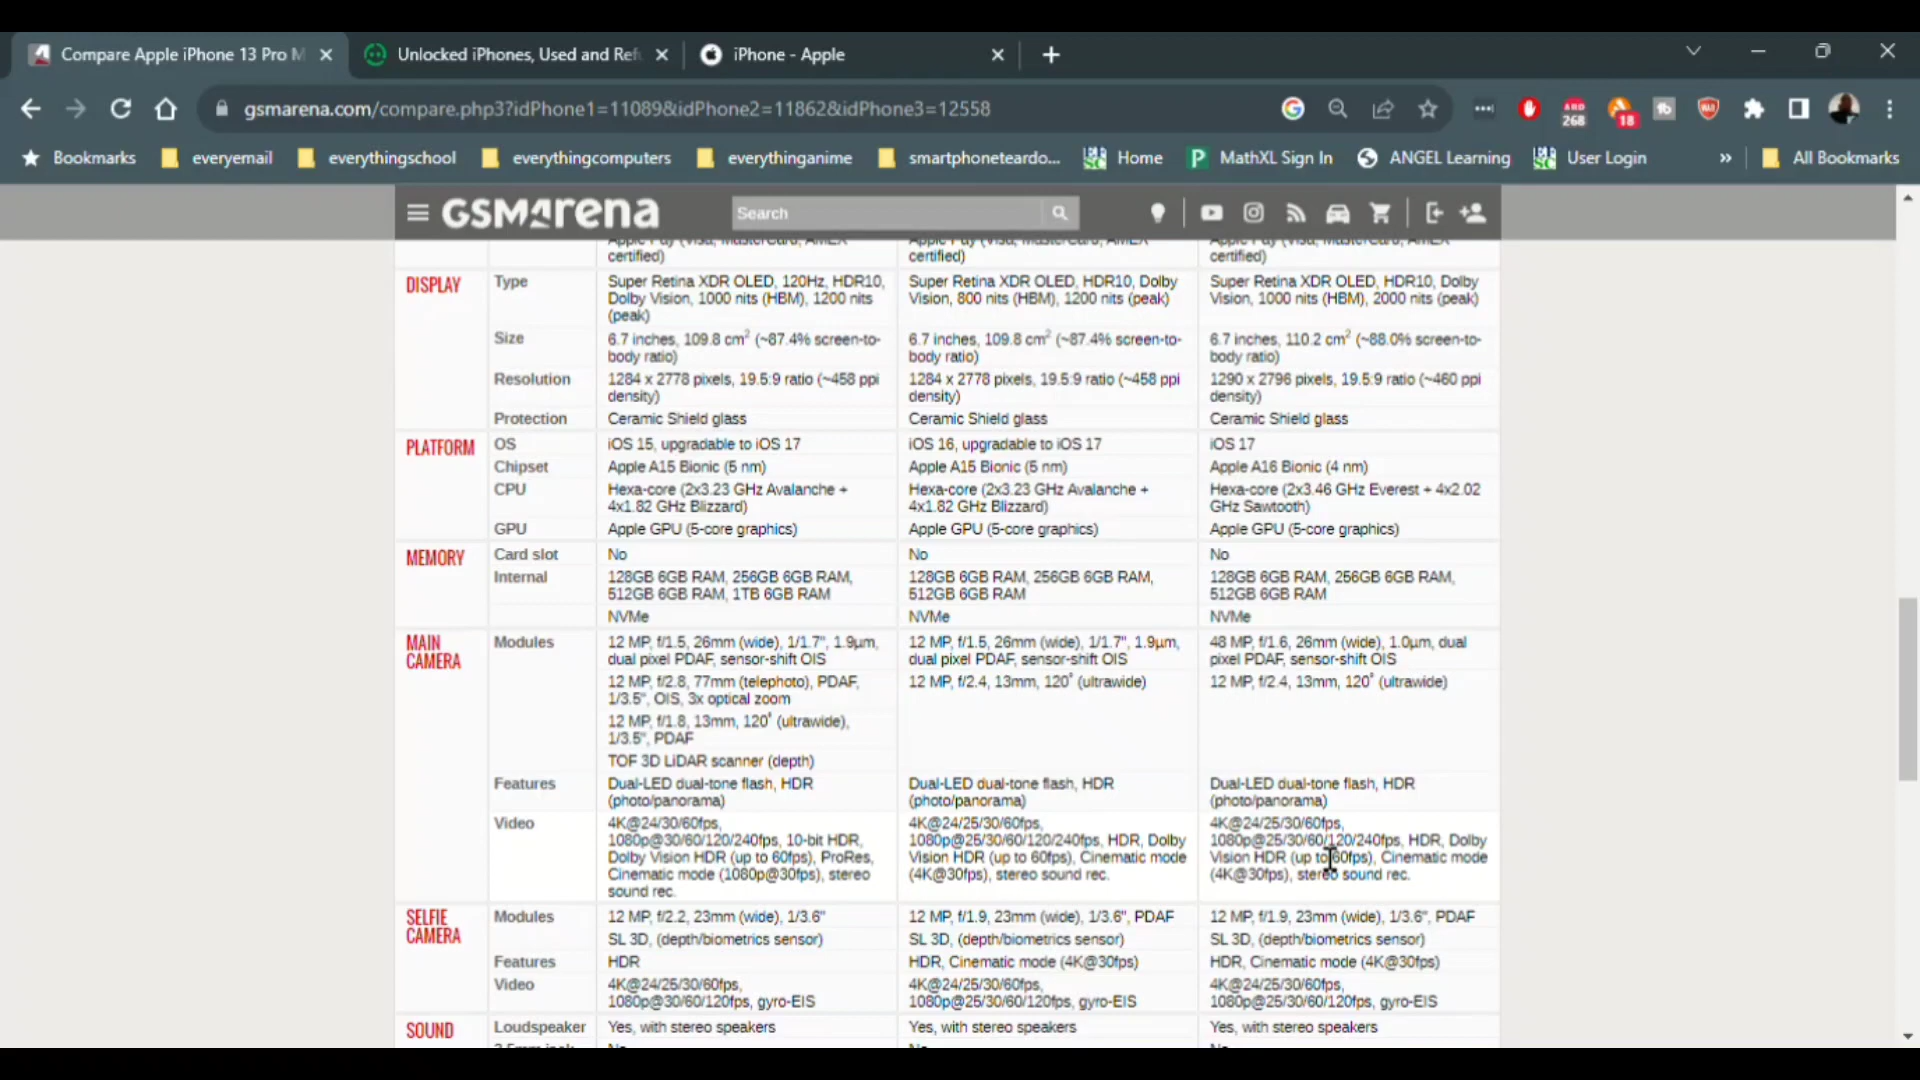 Compare Apple iPhone 13 Pro M
Unlocked iPhones, Used and Ref
iPhone - Apple
gsmarena.com/compare.php3?idPhone1=11089&idPhone2=11862&idPhone3=12558
268
18
Bookmarks
everyemail
everythingschool
everythingcomputers
everythinganime
smartphoneteardo...
Home
MathXL Sign In
ANGEL Learning
User Login
»
All Bookmarks
GSMArena
Search
Apple Pay (Visa, MasterCard, AMEX
certified)
Apple Pay (Visa, MasterCard, AMEX
certified)
Apple Pay (Visa, MasterCard, AMEX
certified)
DISPLAY
Type
Super Retina XDR OLED, 120Hz, HDR10,
Dolby Vision, 1000 nits (HBM), 1200 nits
(peak)
Super Retina XDR OLED, HDR10, Dolby
Vision, 800 nits (HBM), 1200 nits (peak)
Super Retina XDR OLED, HDR10, Dolby
Vision, 1000 nits (HBM), 2000 nits (peak)
Size
6.7 inches, 109.8 cm² (~87.4% screen-to-
body ratio)
6.7 inches, 109.8 cm² (~87.4% screen-to-
body ratio)
6.7 inches, 110.2 cm² (~88.0% screen-to-
body ratio)
Resolution
1284 x 2778 pixels, 19.5:9 ratio (~458 ppi
density)
1284 x 2778 pixels, 19.5:9 ratio (~458 ppi
density)
1290 x 2796 pixels, 19.5:9 ratio (~460 ppi
density)
Protection
Ceramic Shield glass
Ceramic Shield glass
Ceramic Shield glass
PLATFORM
OS
iOS 15, upgradable to iOS 17
iOS 16, upgradable to iOS 17
iOS 17
Chipset
Apple A15 Bionic (5 nm)
Apple A15 Bionic (5 nm)
Apple A16 Bionic (4 nm)
CPU
Hexa-core (2x3.23 GHz Avalanche +
4x1.82 GHz Blizzard)
Hexa-core (2x3.23 GHz Avalanche +
4x1.82 GHz Blizzard)
Hexa-core (2x3.46 GHz Everest + 4x2.02
GHz Sawtooth)
GPU
Apple GPU (5-core graphics)
Apple GPU (5-core graphics)
Apple GPU (5-core graphics)
MEMORY
Card slot
No
No
No
Internal
128GB 6GB RAM, 256GB 6GB RAM,
512GB 6GB RAM, 1TB 6GB RAM
128GB 6GB RAM, 256GB 6GB RAM,
512GB 6GB RAM
128GB 6GB RAM, 256GB 6GB RAM,
512GB 6GB RAM
NVMe
NVMe
NVMe
MAIN
CAMERA
Modules
12 MP, f/1.5, 26mm (wide), 1/1.7", 1.9µm,
dual pixel PDAF, sensor-shift OIS
12 MP, f/2.8, 77mm (telephoto), PDAF,
1/3.5", OIS, 3x optical zoom
12 MP, f/1.8, 13mm, 120˚ (ultrawide),
1/3.5", PDAF
TOF 3D LiDAR scanner (depth)
12 MP, f/1.5, 26mm (wide), 1/1.7", 1.9µm,
dual pixel PDAF, sensor-shift OIS
12 MP, f/2.4, 13mm, 120˚ (ultrawide)
48 MP, f/1.6, 26mm (wide), 1.0µm, dual
pixel PDAF, sensor-shift OIS
12 MP, f/2.4, 13mm, 120˚ (ultrawide)
Features
Dual-LED dual-tone flash, HDR
(photo/panorama)
Dual-LED dual-tone flash, HDR
(photo/panorama)
Dual-LED dual-tone flash, HDR
(photo/panorama)
Video
4K@24/30/60fps,
1080p@30/60/120/240fps, 10-bit HDR,
Dolby Vision HDR (up to 60fps), ProRes,
Cinematic mode (1080p@30fps), stereo
sound rec.
4K@24/25/30/60fps,
1080p@25/30/60/120/240fps, HDR, Dolby
Vision HDR (up to 60fps), Cinematic mode
(4K@30fps), stereo sound rec.
4K@24/25/30/60fps,
1080p@25/30/60/120/240fps, HDR, Dolby
Vision HDR (up to 60fps), Cinematic mode
(4K@30fps), stereo sound rec.
SELFIE
CAMERA
Modules
12 MP, f/2.2, 23mm (wide), 1/3.6"
SL 3D, (depth/biometrics sensor)
12 MP, f/1.9, 23mm (wide), 1/3.6", PDAF
SL 3D, (depth/biometrics sensor)
12 MP, f/1.9, 23mm (wide), 1/3.6", PDAF
SL 3D, (depth/biometrics sensor)
Features
HDR
HDR, Cinematic mode (4K@30fps)
HDR, Cinematic mode (4K@30fps)
Video
4K@24/25/30/60fps,
1080p@30/60/120fps, gyro-EIS
4K@24/25/30/60fps,
1080p@25/30/60/120fps, gyro-EIS
4K@24/25/30/60fps,
1080p@25/30/60/120fps, gyro-EIS
SOUND
Loudspeaker
Yes, with stereo speakers
Yes, with stereo speakers
Yes, with stereo speakers